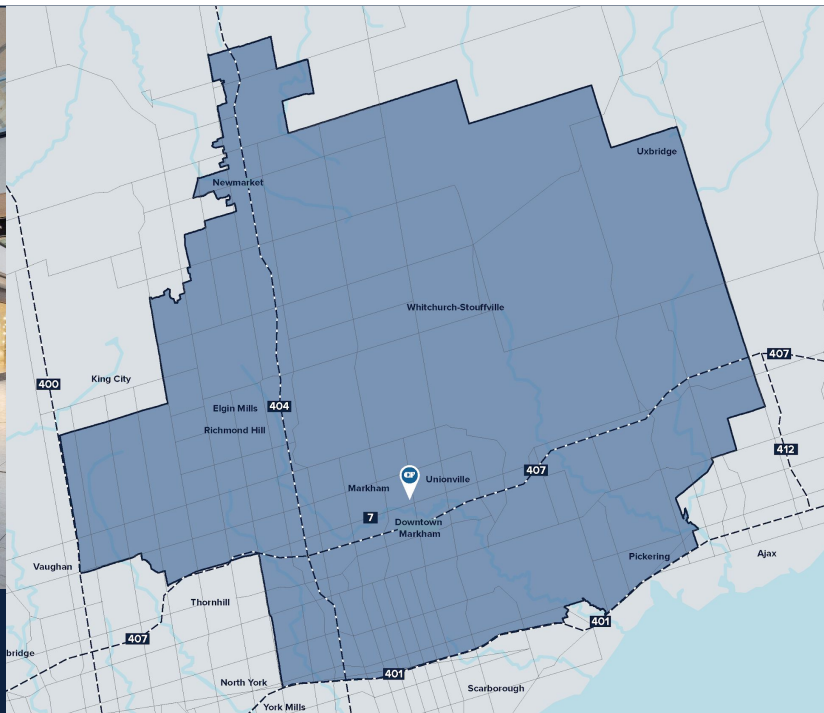 Uxbridge
Newmarket
Whitchurch-Stouffville
407
King City
400
Elgin Mills
404
Richmond Hill
412
407
Unionville
Markham
7
Downtown
Markham
Pickering
Ajax
Vaughan
Thornhill
401
407
bridge
401
North York
Scarborough
York Mills